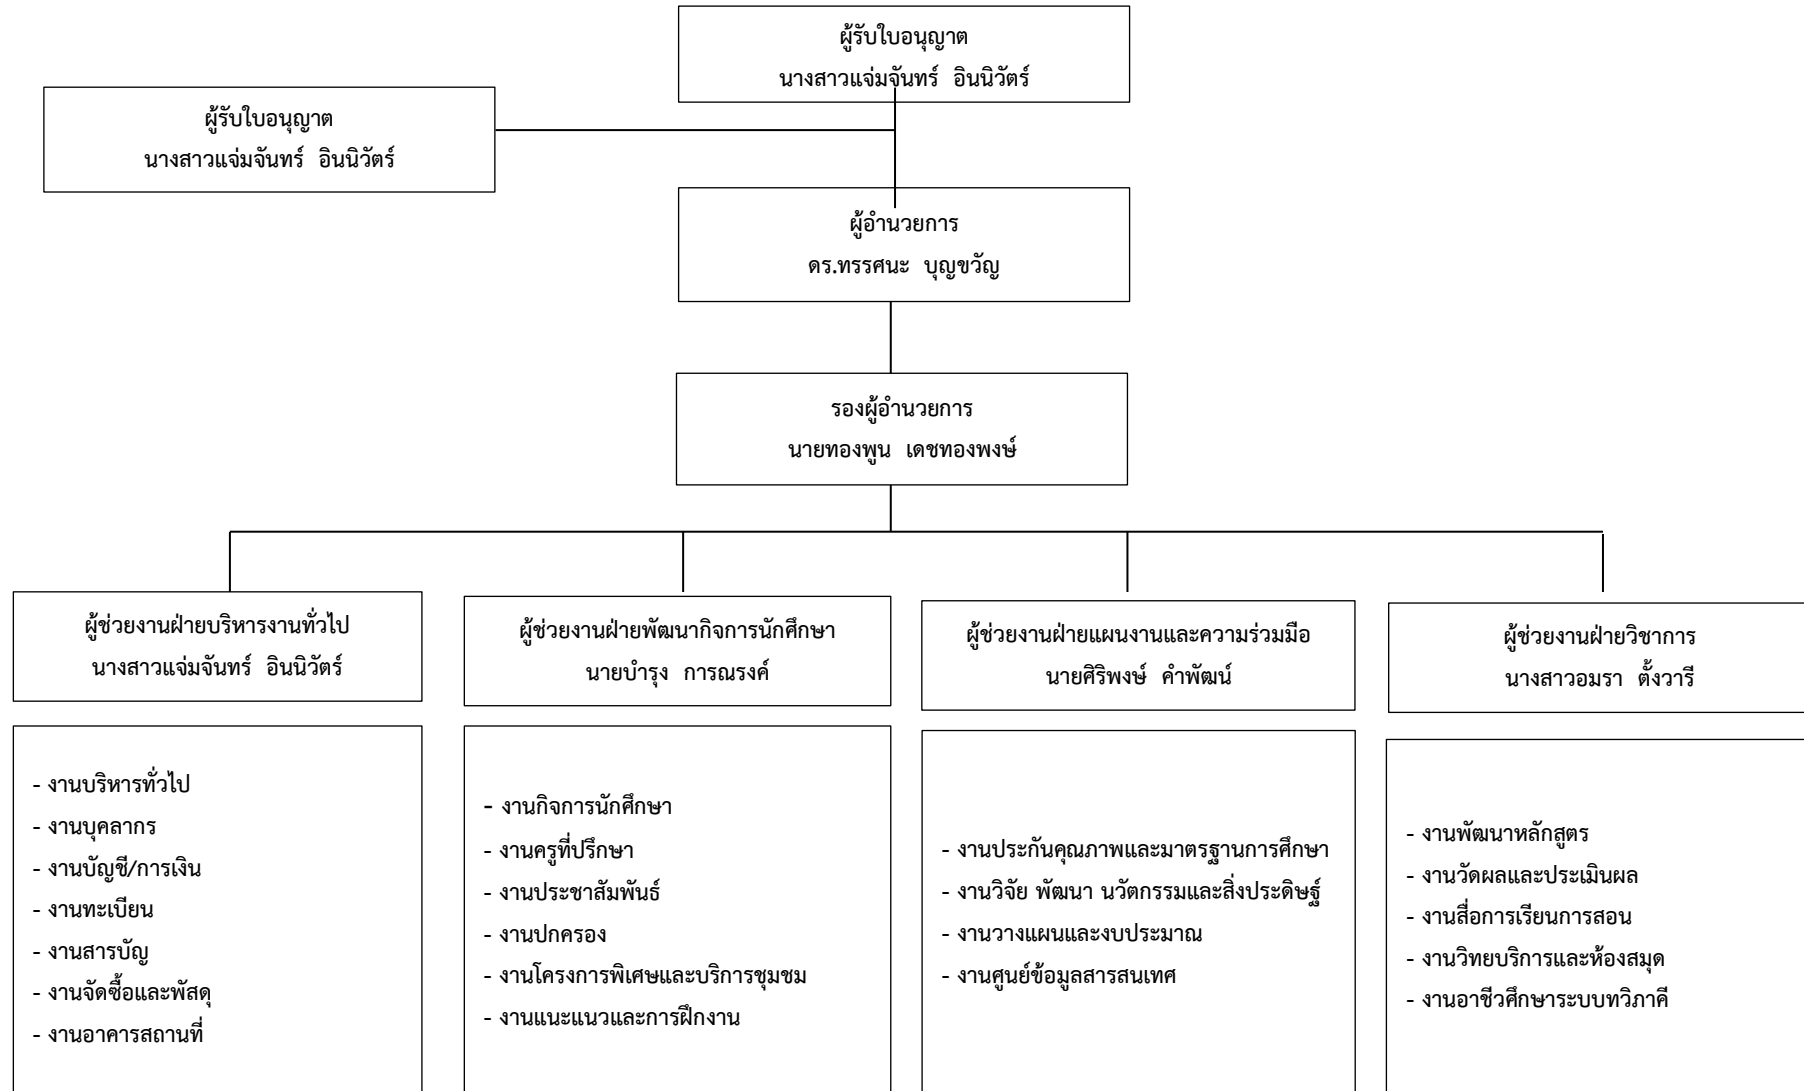 ผู้รับใบอนุญาต
นางสาวแจ่มจันทร์ อินนิวัตร์
ผู้รับใบอนุญาต
นางสาวแจ่มจันทร์ อินนิวัตร์
ผู้อำนวยการ
ดร.ทรรศนะ บุญขวัญ
รองผู้อำนวยการ
นายทองพูน เดชทองพงษ์
ผู้ช่วยงานฝ่ายบริหารงานทั่วไป
นางสาวแจ่มจันทร์ อินนิวัตร์
- งานบริหารทั่วไป
- งานบุคลากร
- งานบัญชี/การเงิน
- งานทะเบียน
- งานสารบัญ
- งานจัดซื้อและพัสดุ
- งานอาคารสถานที่
ผู้ช่วยงานฝ่ายพัฒนากิจการนักศึกษา
นายบำรุง การณรงค์
- งานกิจการนักศึกษา
- งานครูที่ปรึกษา
- งานประชาสัมพันธ์
- งานปกครอง
- งานโครงการพิเศษและบริการชุมชม
- งานแนะแนวและการฝึกงาน
ผู้ช่วยงานฝ่ายแผนงานและความร่วมมือ
นายศิริพงษ์ คำพัฒน์
- งานประกันคุณภาพและมาตรฐานการศึกษา
- งานวิจัย พัฒนา นวัตกรรมและสิ่งประดิษฐ์
- งานวางแผนและงบประมาณ
- งานศูนย์ข้อมูลสารสนเทศ
ผู้ช่วยงานฝ่ายวิชาการ
นางสาวอมรา ตั้งวารี
- งานพัฒนาหลักสูตร
- งานวัดผลและประเมินผล
- งานสื่อการเรียนการสอน
- งานวิทยบริการและห้องสมุด
- งานอาชีวศึกษาระบบทวิภาคี